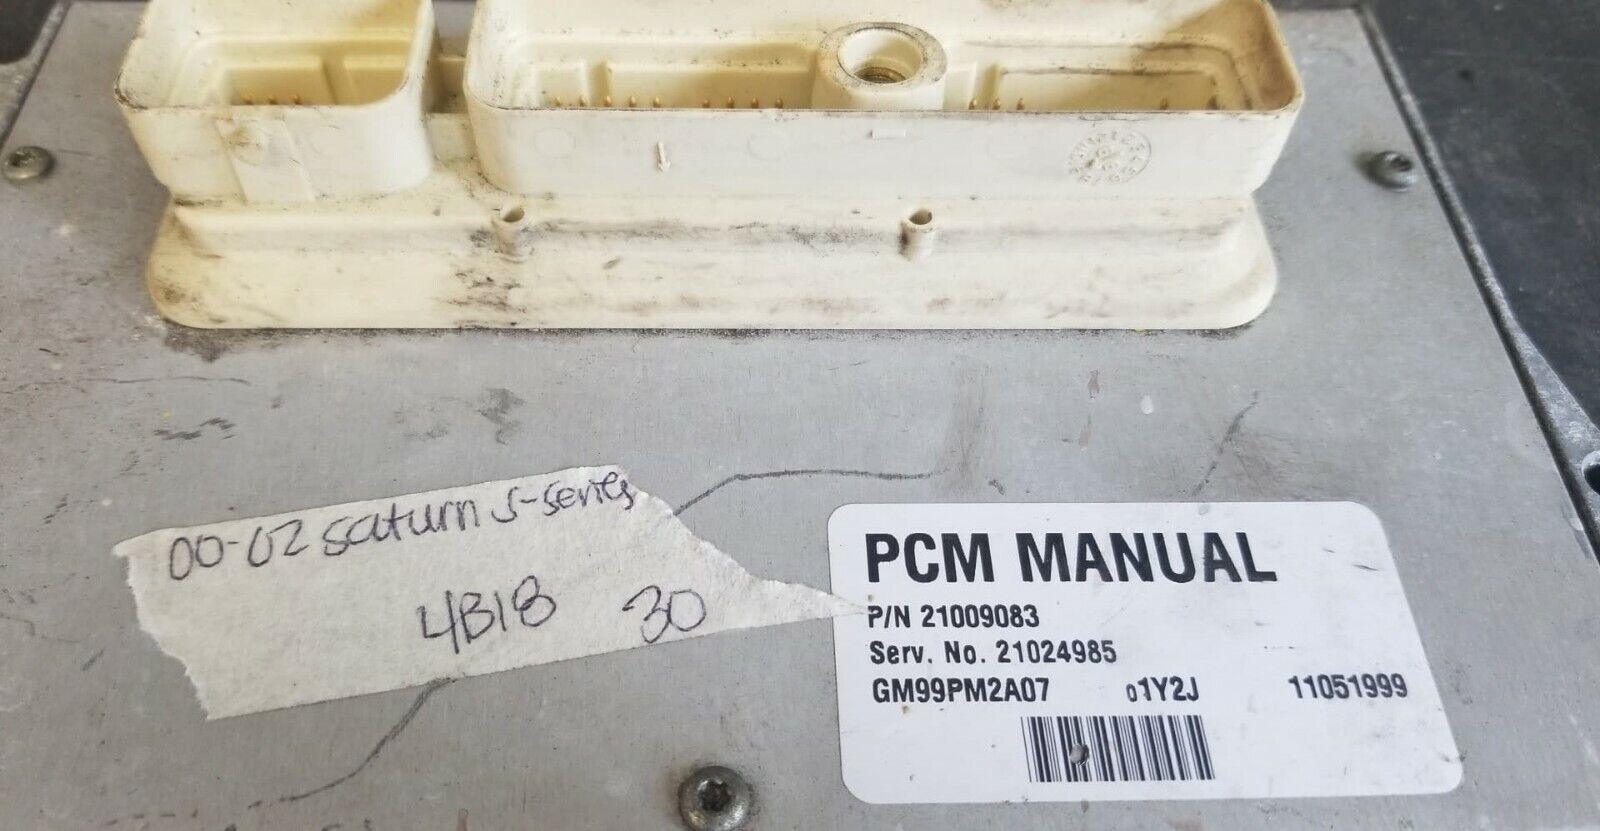 00-02 saturn s-series
4B18 30
PCM MANUAL
P/N 21009083
Serv. No. 21024985
GM99PM2A07 01Y2J 11051999